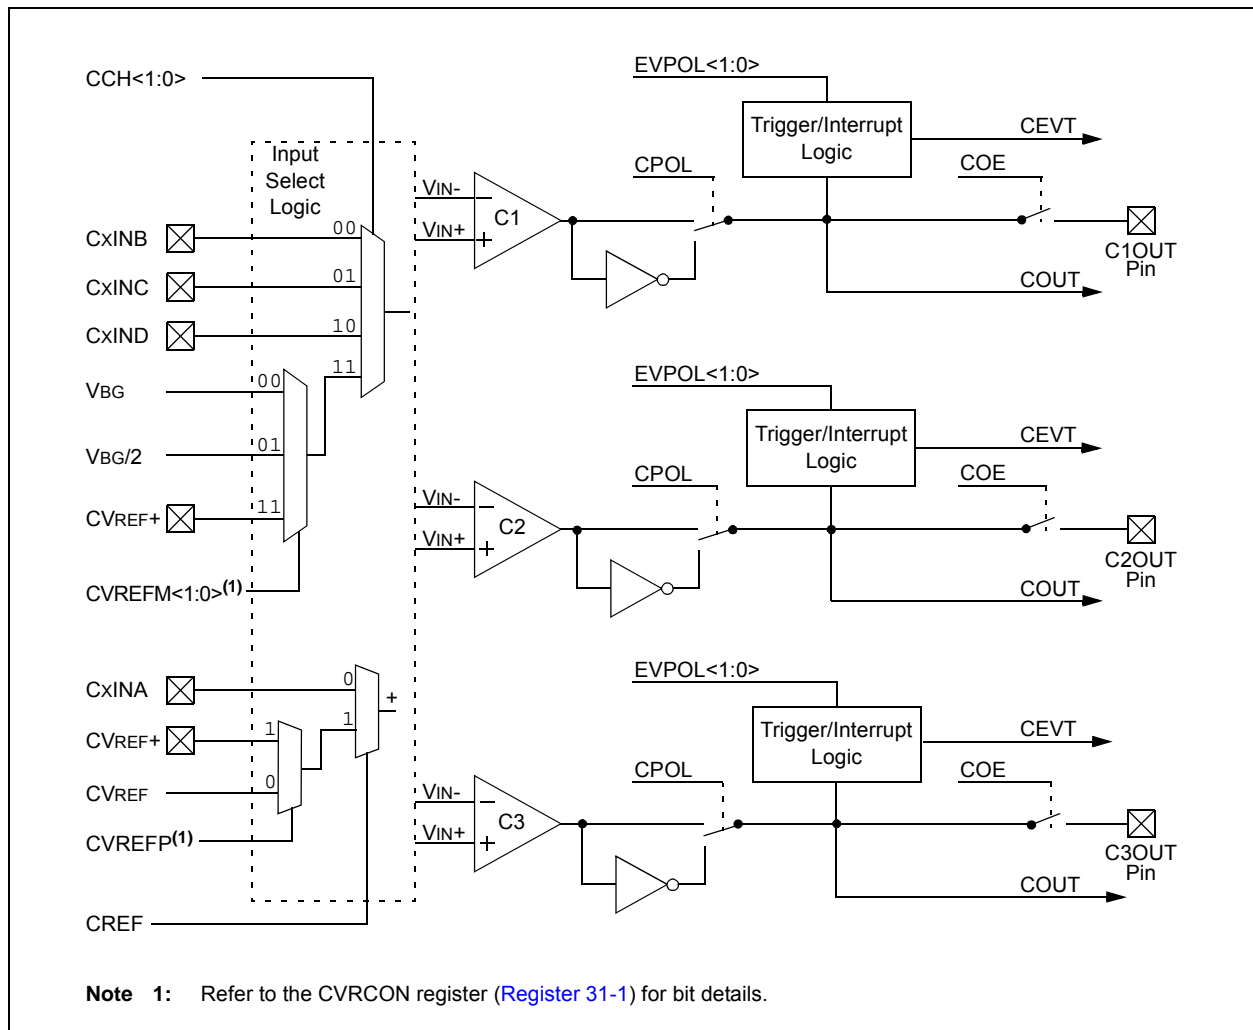 CCH<1:0>
Input
Select
Logic
CxINB
00
CxINC
01
CxIND
10
11
VBG
00
VBG/2
01
CVREF+
11
CVREFM<1:0>(1)
CxINA
0
+
CVREF+
1
1
CVREF
0
CVREFP(1)
CREF
EVPOL<1:0>
Trigger/Interrupt
Logic
CEVT
CPOL
COE
VIN-
−
C1
VIN+
+
C1OUT
Pin
COUT
EVPOL<1:0>
Trigger/Interrupt
Logic
CEVT
CPOL
COE
VIN-
−
C2
VIN+
+
C2OUT
Pin
COUT
EVPOL<1:0>
Trigger/Interrupt
Logic
CEVT
CPOL
COE
VIN-
−
C3
VIN+
+
C3OUT
Pin
COUT
Note 1: Refer to the CVRCON register (Register 31-1) for bit details.